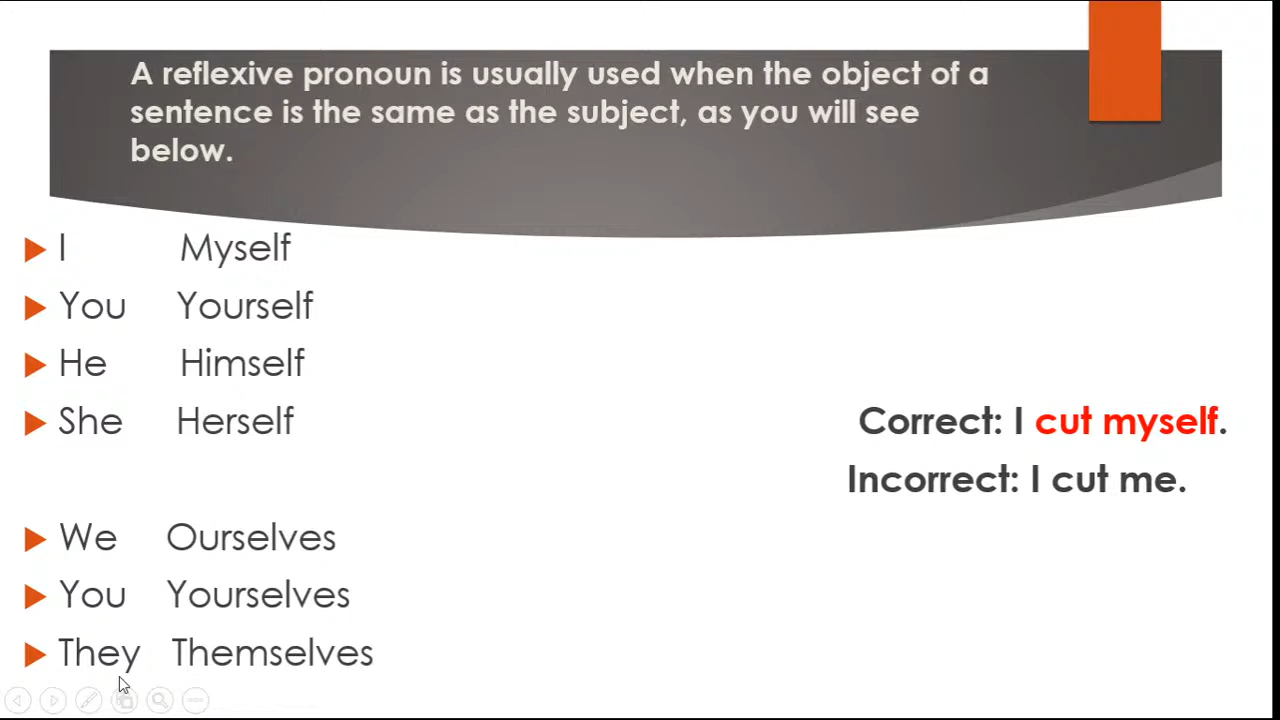 A reflexive pronoun is usually used when the object of a
sentence is the same as the subject, as you will see
below.
I Myself
You Yourself
He Himself
She Herself
Correct: I cut myself.
Incorrect: I cut me.
We Ourselves
You Yourselves
They Themselves